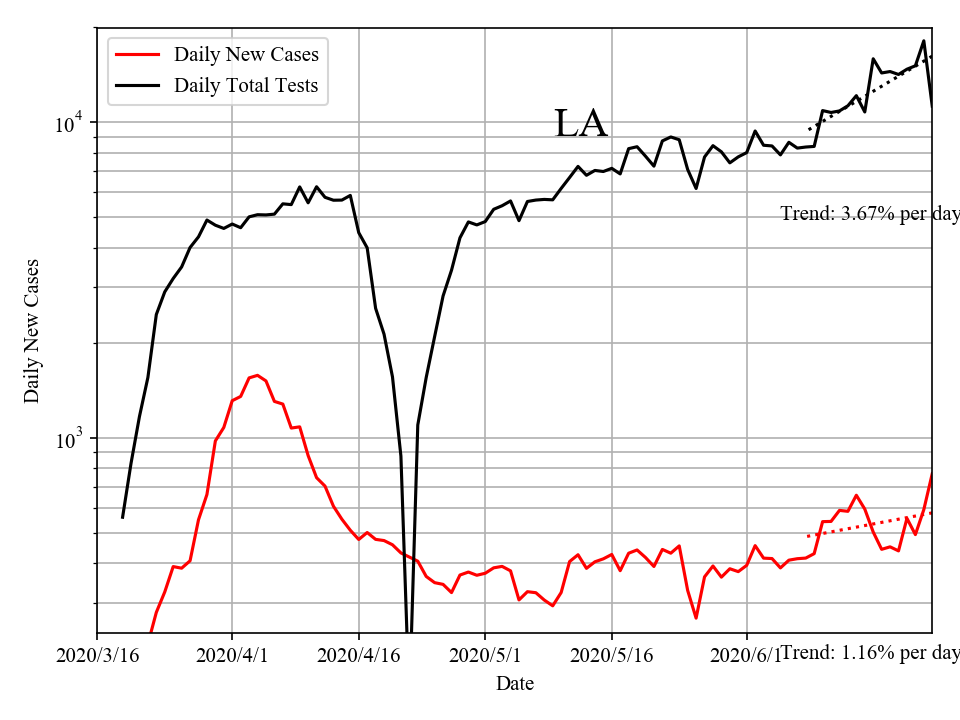 Daily New Cases
Daily Total Tests
LA
10^4
Trend: 3.67% per day
Daily New Cases
10^3
2020/3/16
2020/4/1
2020/4/16
2020/5/1
2020/5/16
2020/6/1
Trend: 1.16% per day
Date